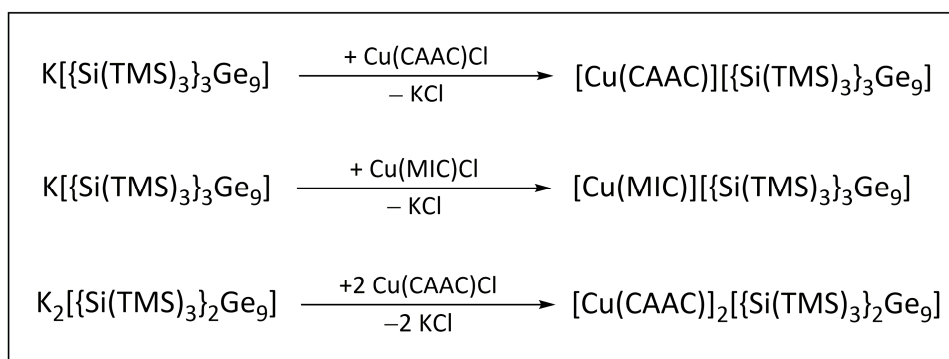 K[{Si(TMS)₃}₃Ge₉] + Cu(CAAC)Cl – KCl [Cu(CAAC)][{Si(TMS)₃}₃Ge₉]
K[{Si(TMS)₃}₃Ge₉] + Cu(MIC)Cl – KCl [Cu(MIC)][{Si(TMS)₃}₃Ge₉]
K₂[{Si(TMS)₃}₂Ge₉] +2 Cu(CAAC)Cl –2 KCl [Cu(CAAC)]₂[{Si(TMS)₃}₂Ge₉]